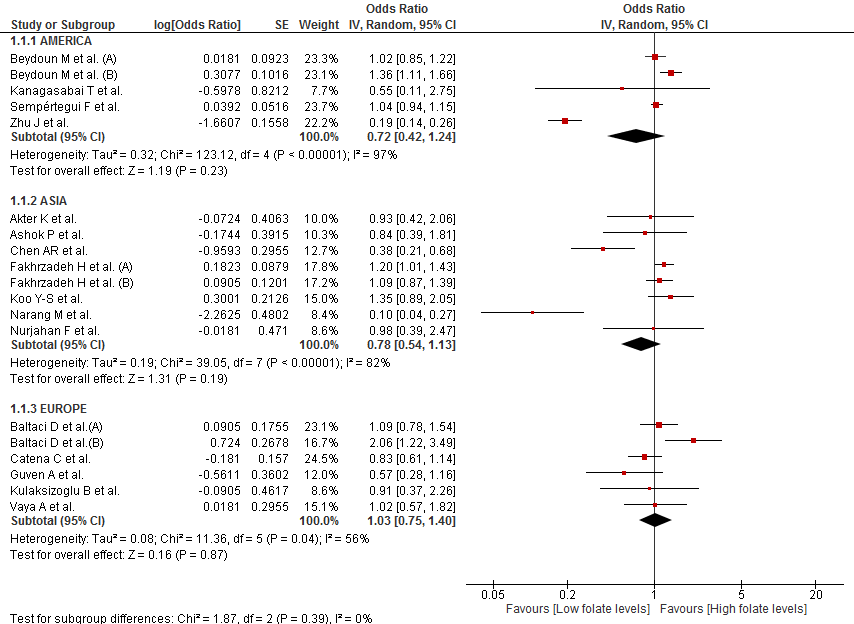 Odds Ratio Odds Ratio
Study or Subgroup log[Odds Ratio] SE Weight IV, Random, 95% CI IV, Random, 95% CI
1.1.1 AMERICA
Beydoun M et al. (A) 0.0181 0.0923 23.3% 1.02 [0.85, 1.22]
Beydoun M et al. (B) 0.3077 0.1016 23.1% 1.36 [1.11, 1.66]
Kanagasabai T et al. -0.5978 0.8212 7.7% 0.55 [0.11, 2.75]
Sempértegui F et al. 0.0392 0.0516 23.7% 1.04 [0.94, 1.15]
Zhu J et al. -1.6607 0.1558 22.2% 0.19 [0.14, 0.26]
Subtotal (95% CI) 100.0% 0.72 [0.42, 1.24]
Heterogeneity: Tau² = 0.32; Chi² = 123.12, df = 4 (P < 0.00001); I² = 97%
Test for overall effect: Z = 1.19 (P = 0.23)
1.1.2 ASIA
Akter K et al. -0.0724 0.4063 10.0% 0.93 [0.42, 2.06]
Ashok P et al. -0.1744 0.3915 10.3% 0.84 [0.39, 1.81]
Chen AR et al. -0.9593 0.2955 12.7% 0.38 [0.21, 0.68]
Fakhrzadeh H et al. (A) 0.1823 0.0879 17.8% 1.20 [1.01, 1.43]
Fakhrzadeh H et al. (B) 0.0905 0.1201 17.2% 1.09 [0.87, 1.39]
Koo Y-S et al. 0.3001 0.2126 15.0% 1.35 [0.89, 2.05]
Narang M et al. -2.2625 0.4802 8.4% 0.10 [0.04, 0.27]
Nurjahan F et al. -0.0181 0.471 8.6% 0.98 [0.39, 2.47]
Subtotal (95% CI) 100.0% 0.78 [0.54, 1.13]
Heterogeneity: Tau² = 0.19; Chi² = 39.05, df = 7 (P < 0.00001); I² = 82%
Test for overall effect: Z = 1.31 (P = 0.19)
1.1.3 EUROPE
Baltaci D et al.(A) 0.0905 0.1755 23.1% 1.09 [0.78, 1.54]
Baltaci D et al.(B) 0.724 0.2678 16.7% 2.06 [1.22, 3.49]
Catena C et al. -0.181 0.157 24.5% 0.83 [0.61, 1.14]
Guven A et al. -0.5611 0.3602 12.0% 0.57 [0.28, 1.16]
Kulaksizoglu B et al. -0.0905 0.4617 8.6% 0.91 [0.37, 2.26]
Vaya A et al. 0.0181 0.2955 15.1% 1.02 [0.57, 1.82]
Subtotal (95% CI) 100.0% 1.03 [0.75, 1.40]
Heterogeneity: Tau² = 0.08; Chi² = 11.36, df = 5 (P = 0.04); I² = 56%
Test for overall effect: Z = 0.16 (P = 0.87)
0.05 0.2 1 5 20
Favours [Low folate levels] Favours [High folate levels]
Test for subgroup differences: Chi² = 1.87, df = 2 (P = 0.39), I² = 0%